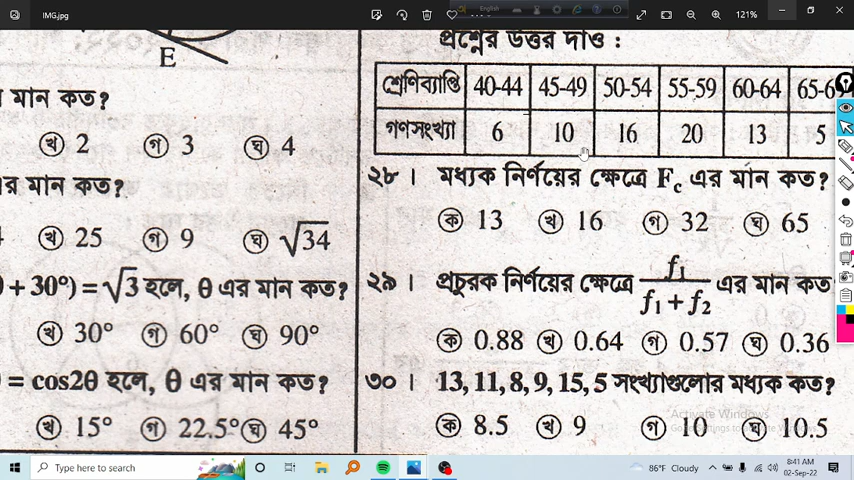 IMG.jpg
121%
English
E
প্রশ্নের উত্তর দাও :
মান কত?
খ 2 গ 3 ঘ 4
র মান কত?
খ 25 গ 9 ঘ √34
+ 30°) = √3 হলে, θ এর মান কত?
খ 30° গ 60° ঘ 90°
= cos2θ হলে, θ এর মান কত?
খ 15° গ 22.5° ঘ 45°
শ্রেণিব্যাপ্তি 40-44 45-49 50-54 55-59 60-64 65-6
গণসংখ্যা 6 10 16 20 13 5
২৮। মধ্যক নির্ণয়ের ক্ষেত্রে Fc এর মান কত?
ক 13 খ 16 গ 32 ঘ 65
২৯। প্রচুরক নির্ণয়ের ক্ষেত্রে f₁/(f₁+f₂) এর মান কত
ক 0.88 খ 0.64 গ 0.57 ঘ 0.36
৩০। 13, 11, 8, 9, 15, 5 সংখ্যাগুলোর মধ্যক কত?
ক 8.5 খ 9 গ 10 ঘ 10.5
Activate Windows
Type here to search
86°F Cloudy
8:41 AM
02-Sep-22